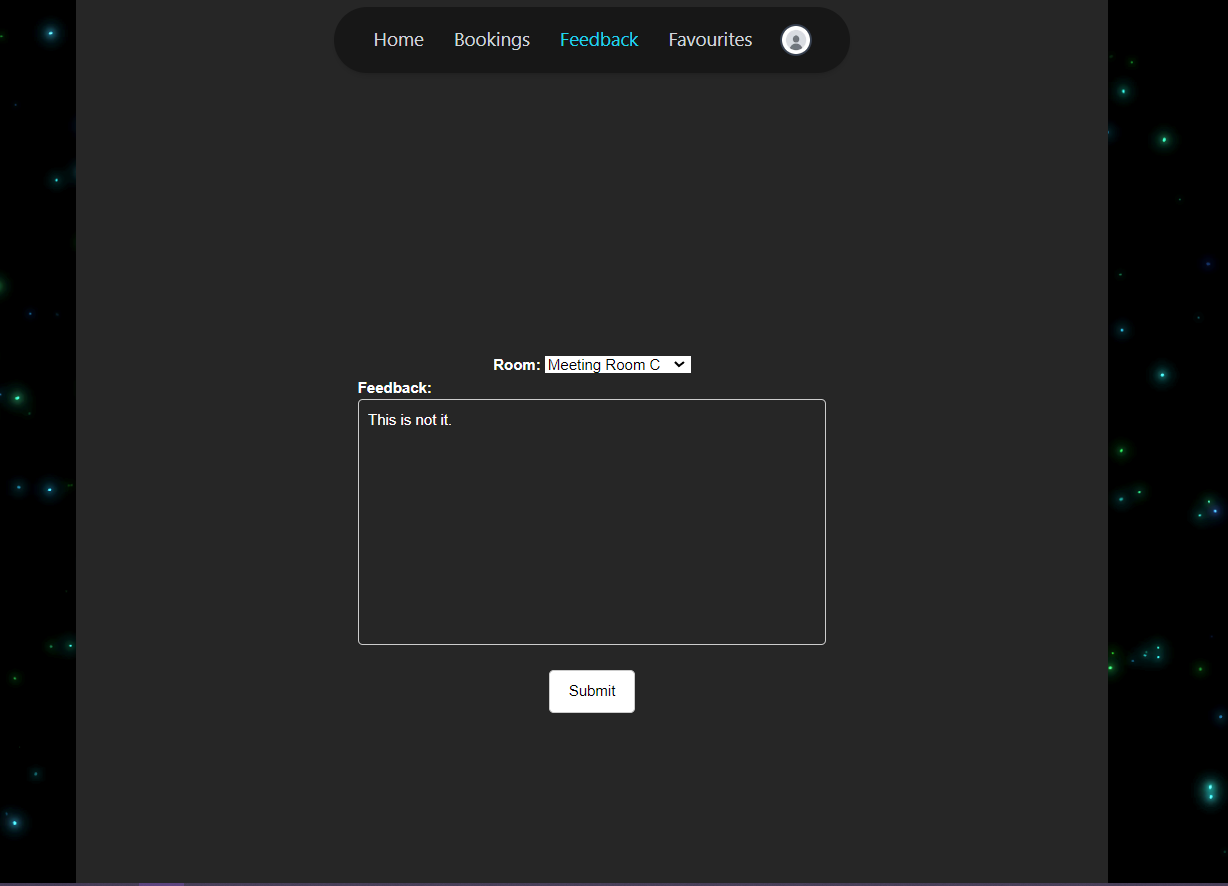 Home Bookings Feedback Favourites
Room: Meeting Room C
Feedback:
This is not it.
Submit